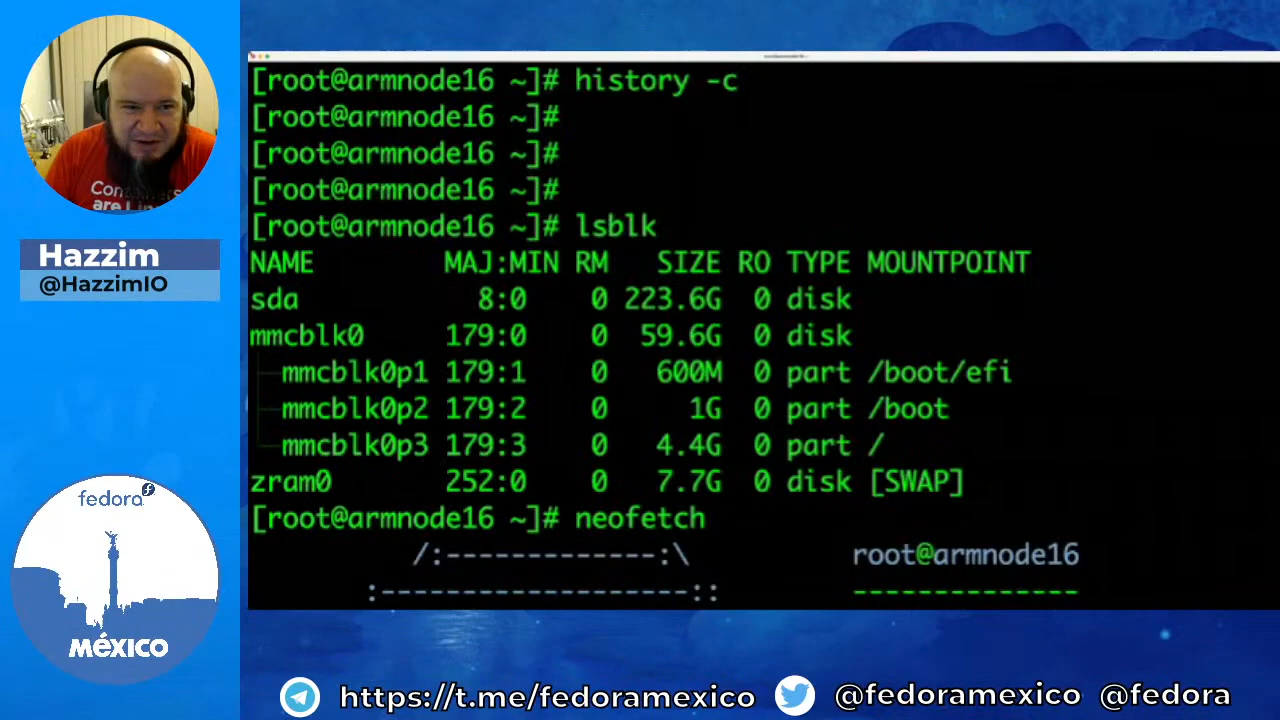 Con
are Lin
Hazzim
@HazzimIO
fedora
MéXICO
[root@armnode16 ~]# history -c
[root@armnode16 ~]#
[root@armnode16 ~]#
[root@armnode16 ~]#
[root@armnode16 ~]# lsblk
NAME MAJ:MIN RM SIZE RO TYPE MOUNTPOINT
sda 8:0 0 223.6G 0 disk
mmcblk0 179:0 0 59.6G 0 disk
mmcblk0p1 179:1 0 600M 0 part /boot/efi
mmcblk0p2 179:2 0 1G 0 part /boot
mmcblk0p3 179:3 0 4.4G 0 part /
zram0 252:0 0 7.7G 0 disk [SWAP]
[root@armnode16 ~]# neofetch
/:-------------:\ root@armnode16
:-------------------:: --------------
https://t.me/fedoramexico @fedoramexico @fedora